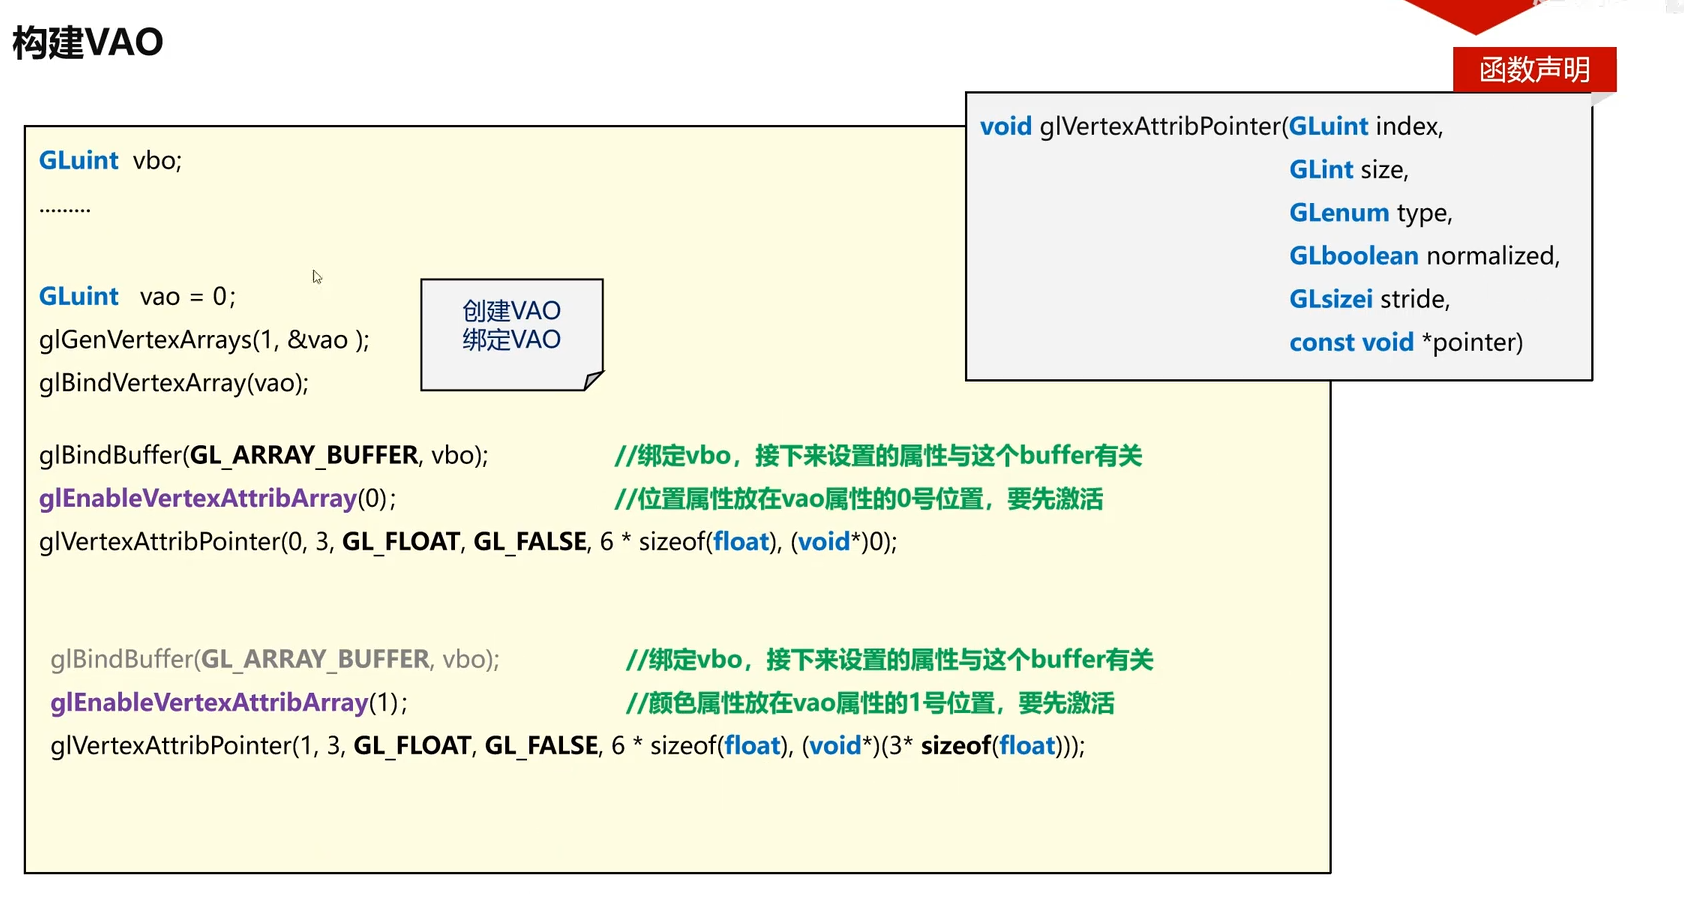 构建VAO
函数声明
void glVertexAttribPointer(GLuint index,
GLint size,
GLenum type,
GLboolean normalized,
GLsizei stride,
const void *pointer)
GLuint vbo;
.........
GLuint vao = 0;
glGenVertexArrays(1, &vao );
glBindVertexArray(vao);
创建VAO
绑定VAO
glBindBuffer(GL_ARRAY_BUFFER, vbo); //绑定vbo，接下来设置的属性与这个buffer有关
glEnableVertexAttribArray(0); //位置属性放在vao属性的0号位置，要先激活
glVertexAttribPointer(0, 3, GL_FLOAT, GL_FALSE, 6 * sizeof(float), (void*)0);
glBindBuffer(GL_ARRAY_BUFFER, vbo); //绑定vbo，接下来设置的属性与这个buffer有关
glEnableVertexAttribArray(1); //颜色属性放在vao属性的1号位置，要先激活
glVertexAttribPointer(1, 3, GL_FLOAT, GL_FALSE, 6 * sizeof(float), (void*)(3* sizeof(float)));